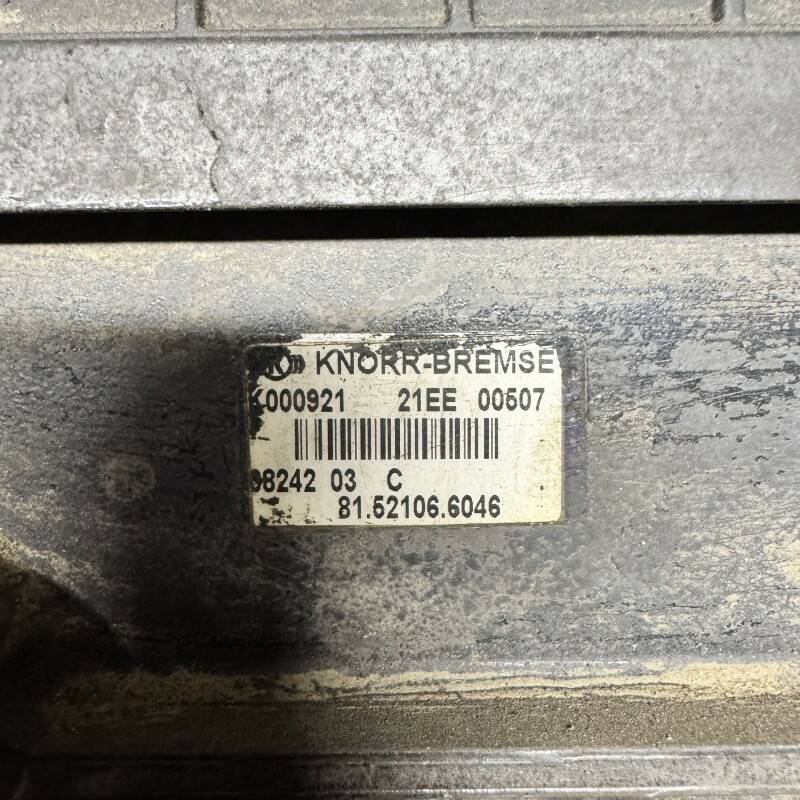 KNORR-BREMSE
K000921 21EE 00507
98242 03 C
81.52106.6046